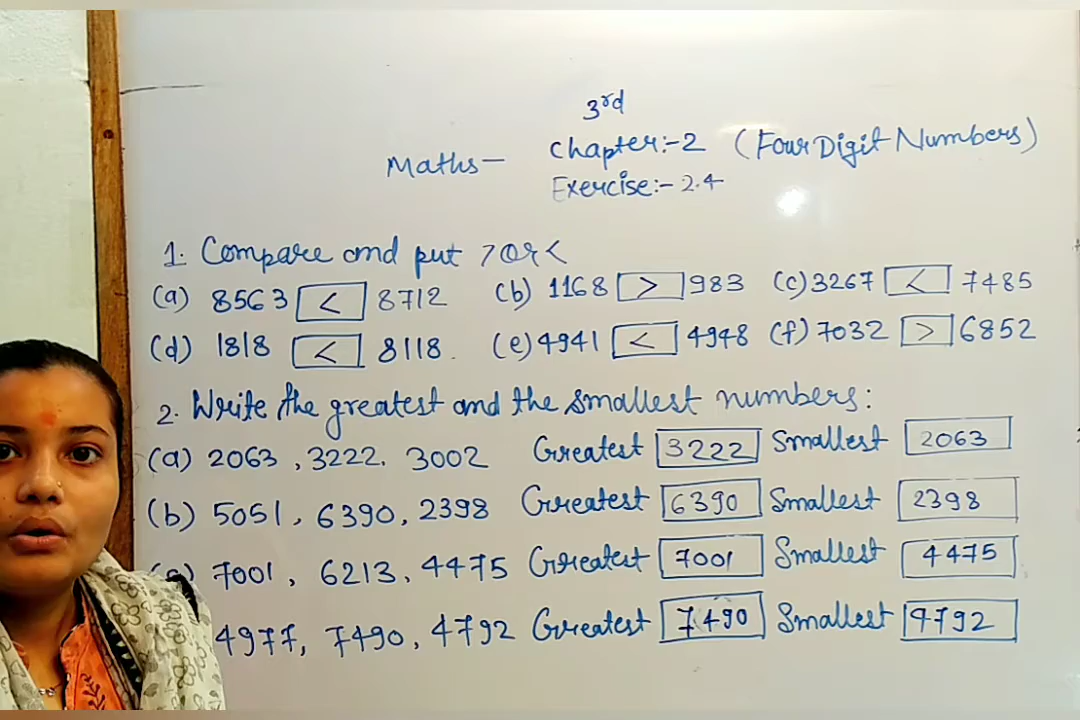 3rd
Maths- Chapter:-2 (Four Digit Numbers)
Exercise:- 2.4
1. Compare and put > or <
(a) 8563 < 8712 (b) 1168 > 983 (c) 3267 < 7485
(d) 1818 < 8118. (e) 4941 < 4948 (f) 7032 > 6852
2. Write the greatest and the smallest numbers:
(a) 2063, 3222, 3002 Greatest 3222 Smallest 2063
(b) 5051, 6390, 2398 Greatest 6390 Smallest 2398
(c) 7001, 6213, 4475 Greatest 7001 Smallest 4475
4977, 7490, 4792 Greatest 7490 Smallest 4792